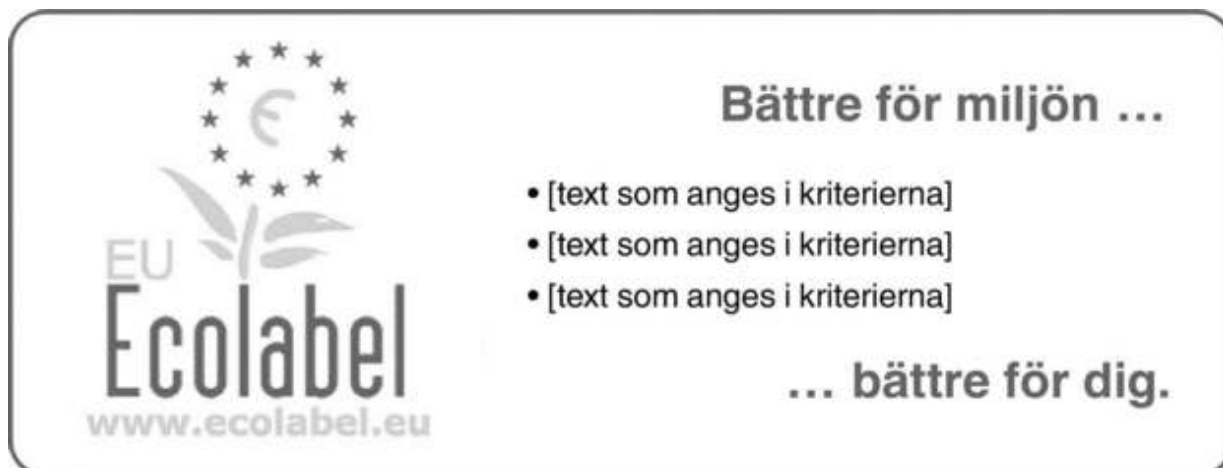 Bättre för miljön ...
• [text som anges i kriterierna]
• [text som anges i kriterierna]
• [text som anges i kriterierna]
... bättre för dig.
EU
Ecolabel
www.ecolabel.eu